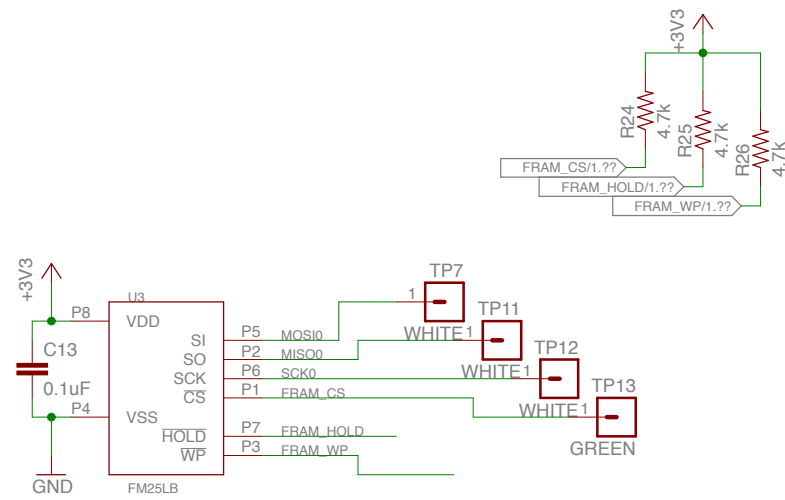 +3V3
R24
4.7k
R25
4.7k
R26
4.7k
FRAM_CS/1.??
FRAM_HOLD/1.??
FRAM_WP/1.??
+3V3
C13
0.1uF
GND
U3
P8
VDD
P4
VSS
SI
P5
MOSI0
SO
P2
MISO0
SCK
P6
SCK0
CS
P1
FRAM_CS
HOLD
P7
FRAM_HOLD
WP
P3
FRAM_WP
FM25LB
TP7
1
WHITE
TP11
1
WHITE
TP12
1
WHITE
TP13
1
GREEN